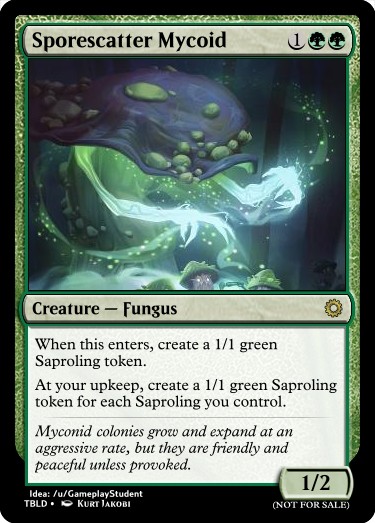 Sporescatter Mycoid 1
Creature — Fungus
When this enters, create a 1/1 green
Saproling token.
At your upkeep, create a 1/1 green Saproling
token for each Saproling you control.
Myconid colonies grow and expand at an
aggressive rate, but they are friendly and
peaceful unless provoked.
1/2
Idea: /u/GameplayStudent
TBLD • Kurt Jakobi
(NOT FOR SALE)